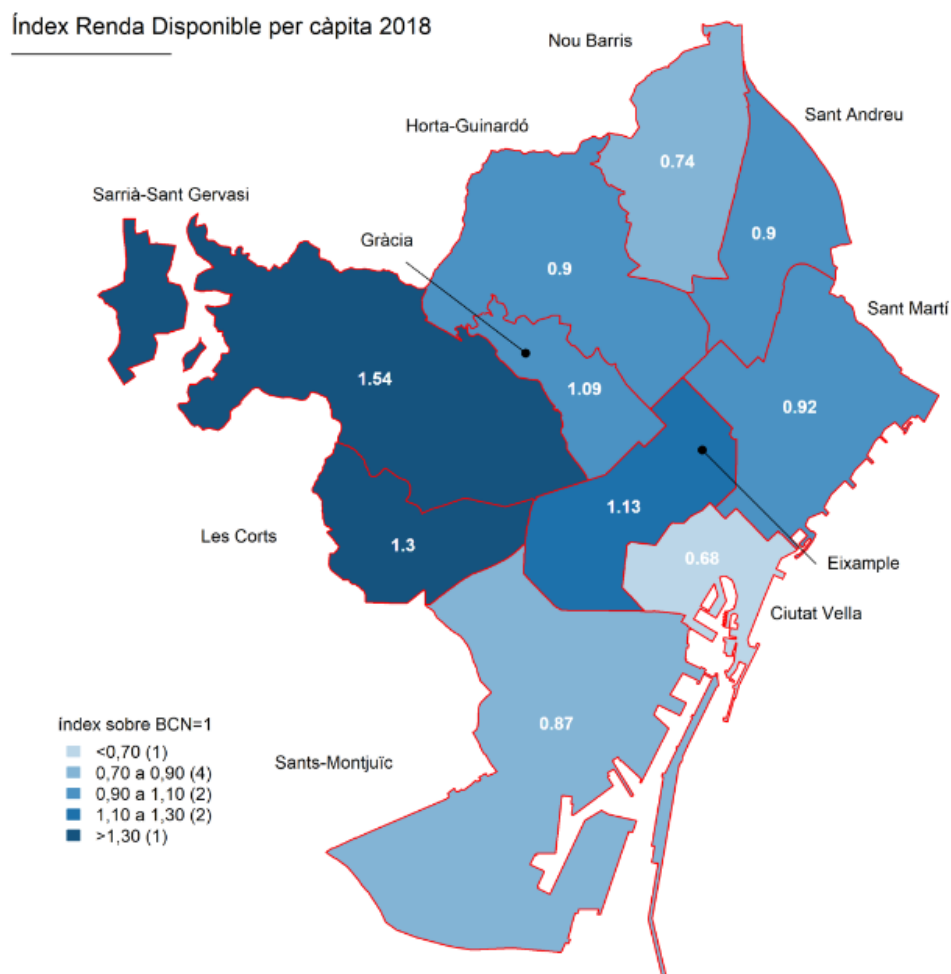 Índex Renda Disponible per càpita 2018
Nou Barris
Sant Andreu
Horta-Guinardó
0.74
Sarrià-Sant Gervasi
Gràcia
0.9
0.9
Sant Martí
1.54
1.09
0.92
1.13
Les Corts
1.3
0.68
Eixample
Ciutat Vella
índex sobre BCN=1
<0,70 (1)
0,70 a 0,90 (4)
0,90 a 1,10 (2)
1,10 a 1,30 (2)
>1,30 (1)
0.87
Sants-Montjuïc